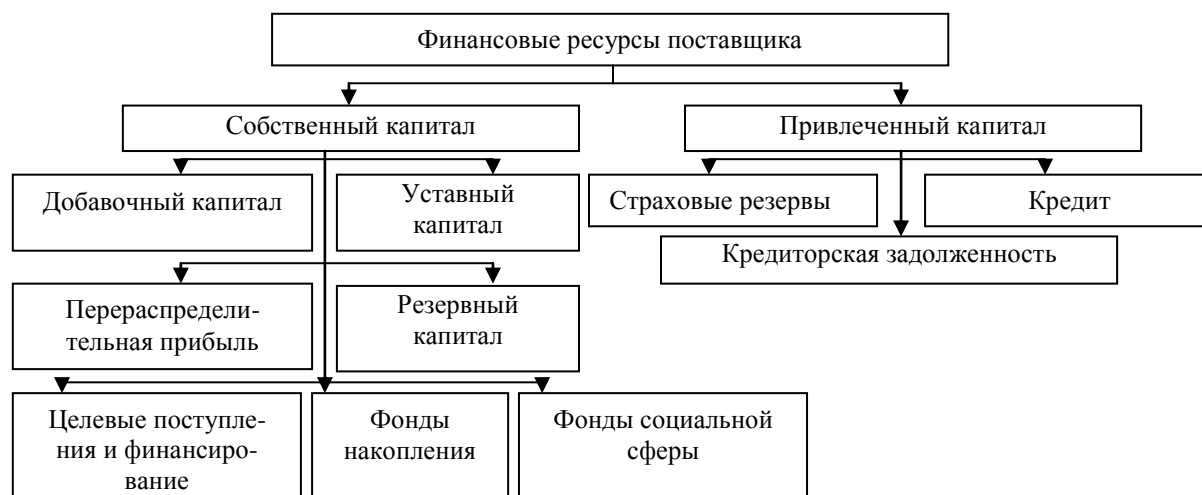 Финансовые ресурсы поставщика
Собственный капитал
Привлеченный капитал
Добавочный капитал
Уставный
капитал
Страховые резервы
Кредит
Кредиторская задолженность
Перераспредели-
тельная прибыль
Резервный
капитал
Целевые поступле-
ния и финансиро-
вание
Фонды
накопления
Фонды социальной
сферы